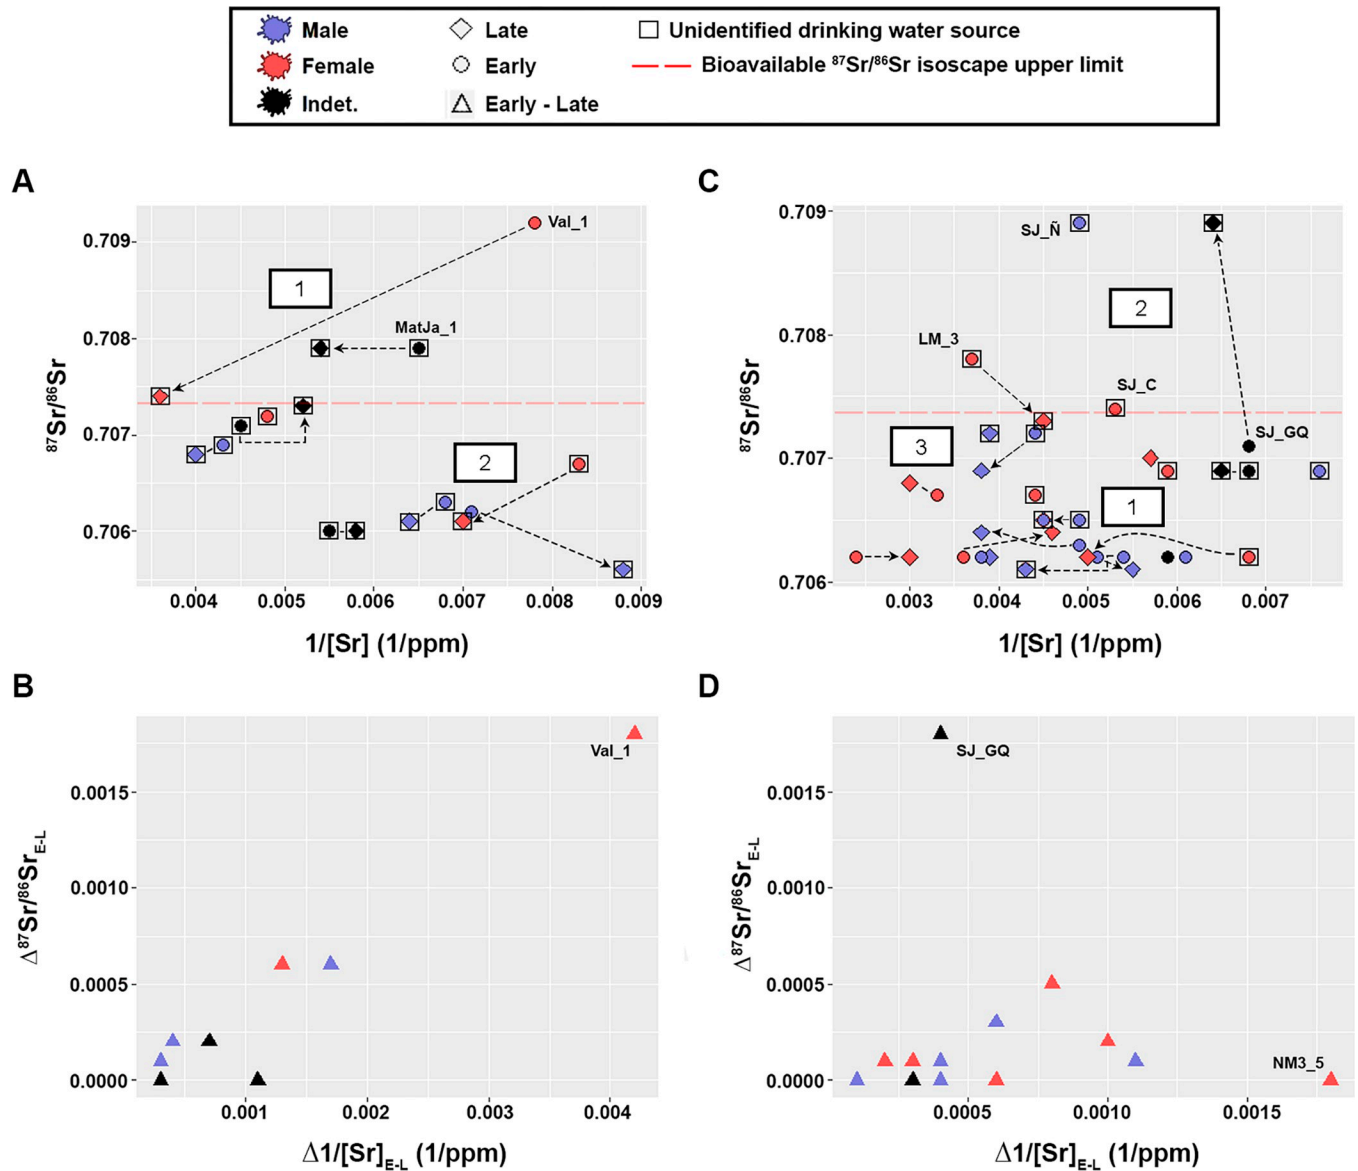 Male Late Unidentified drinking water source
Female Early Bioavailable ⁸⁷Sr/⁸⁶Sr isoscape upper limit
Indet. Early - Late
A
⁸⁷Sr/⁸⁶Sr
0.709
0.708
0.707
0.706
Val_1
1
MatJa_1
2
0.004 0.005 0.006 0.007 0.008 0.009
1/[Sr] (1/ppm)
C
⁸⁷Sr/⁸⁶Sr
0.709
0.708
0.707
0.706
SJ_Ñ
2
LM_3
SJ_C
SJ_GQ
3
1
0.003 0.004 0.005 0.006 0.007
1/[Sr] (1/ppm)
B
Δ⁸⁷Sr/⁸⁶Sr_E-L
0.0015
0.0010
0.0005
0.0000
Val_1
0.001 0.002 0.003 0.004
Δ1/[Sr]_E-L (1/ppm)
D
Δ⁸⁷Sr/⁸⁶Sr_E-L
0.0015
0.0010
0.0005
0.0000
SJ_GQ
NM3_5
0.0005 0.0010 0.0015
Δ1/[Sr]_E-L (1/ppm)